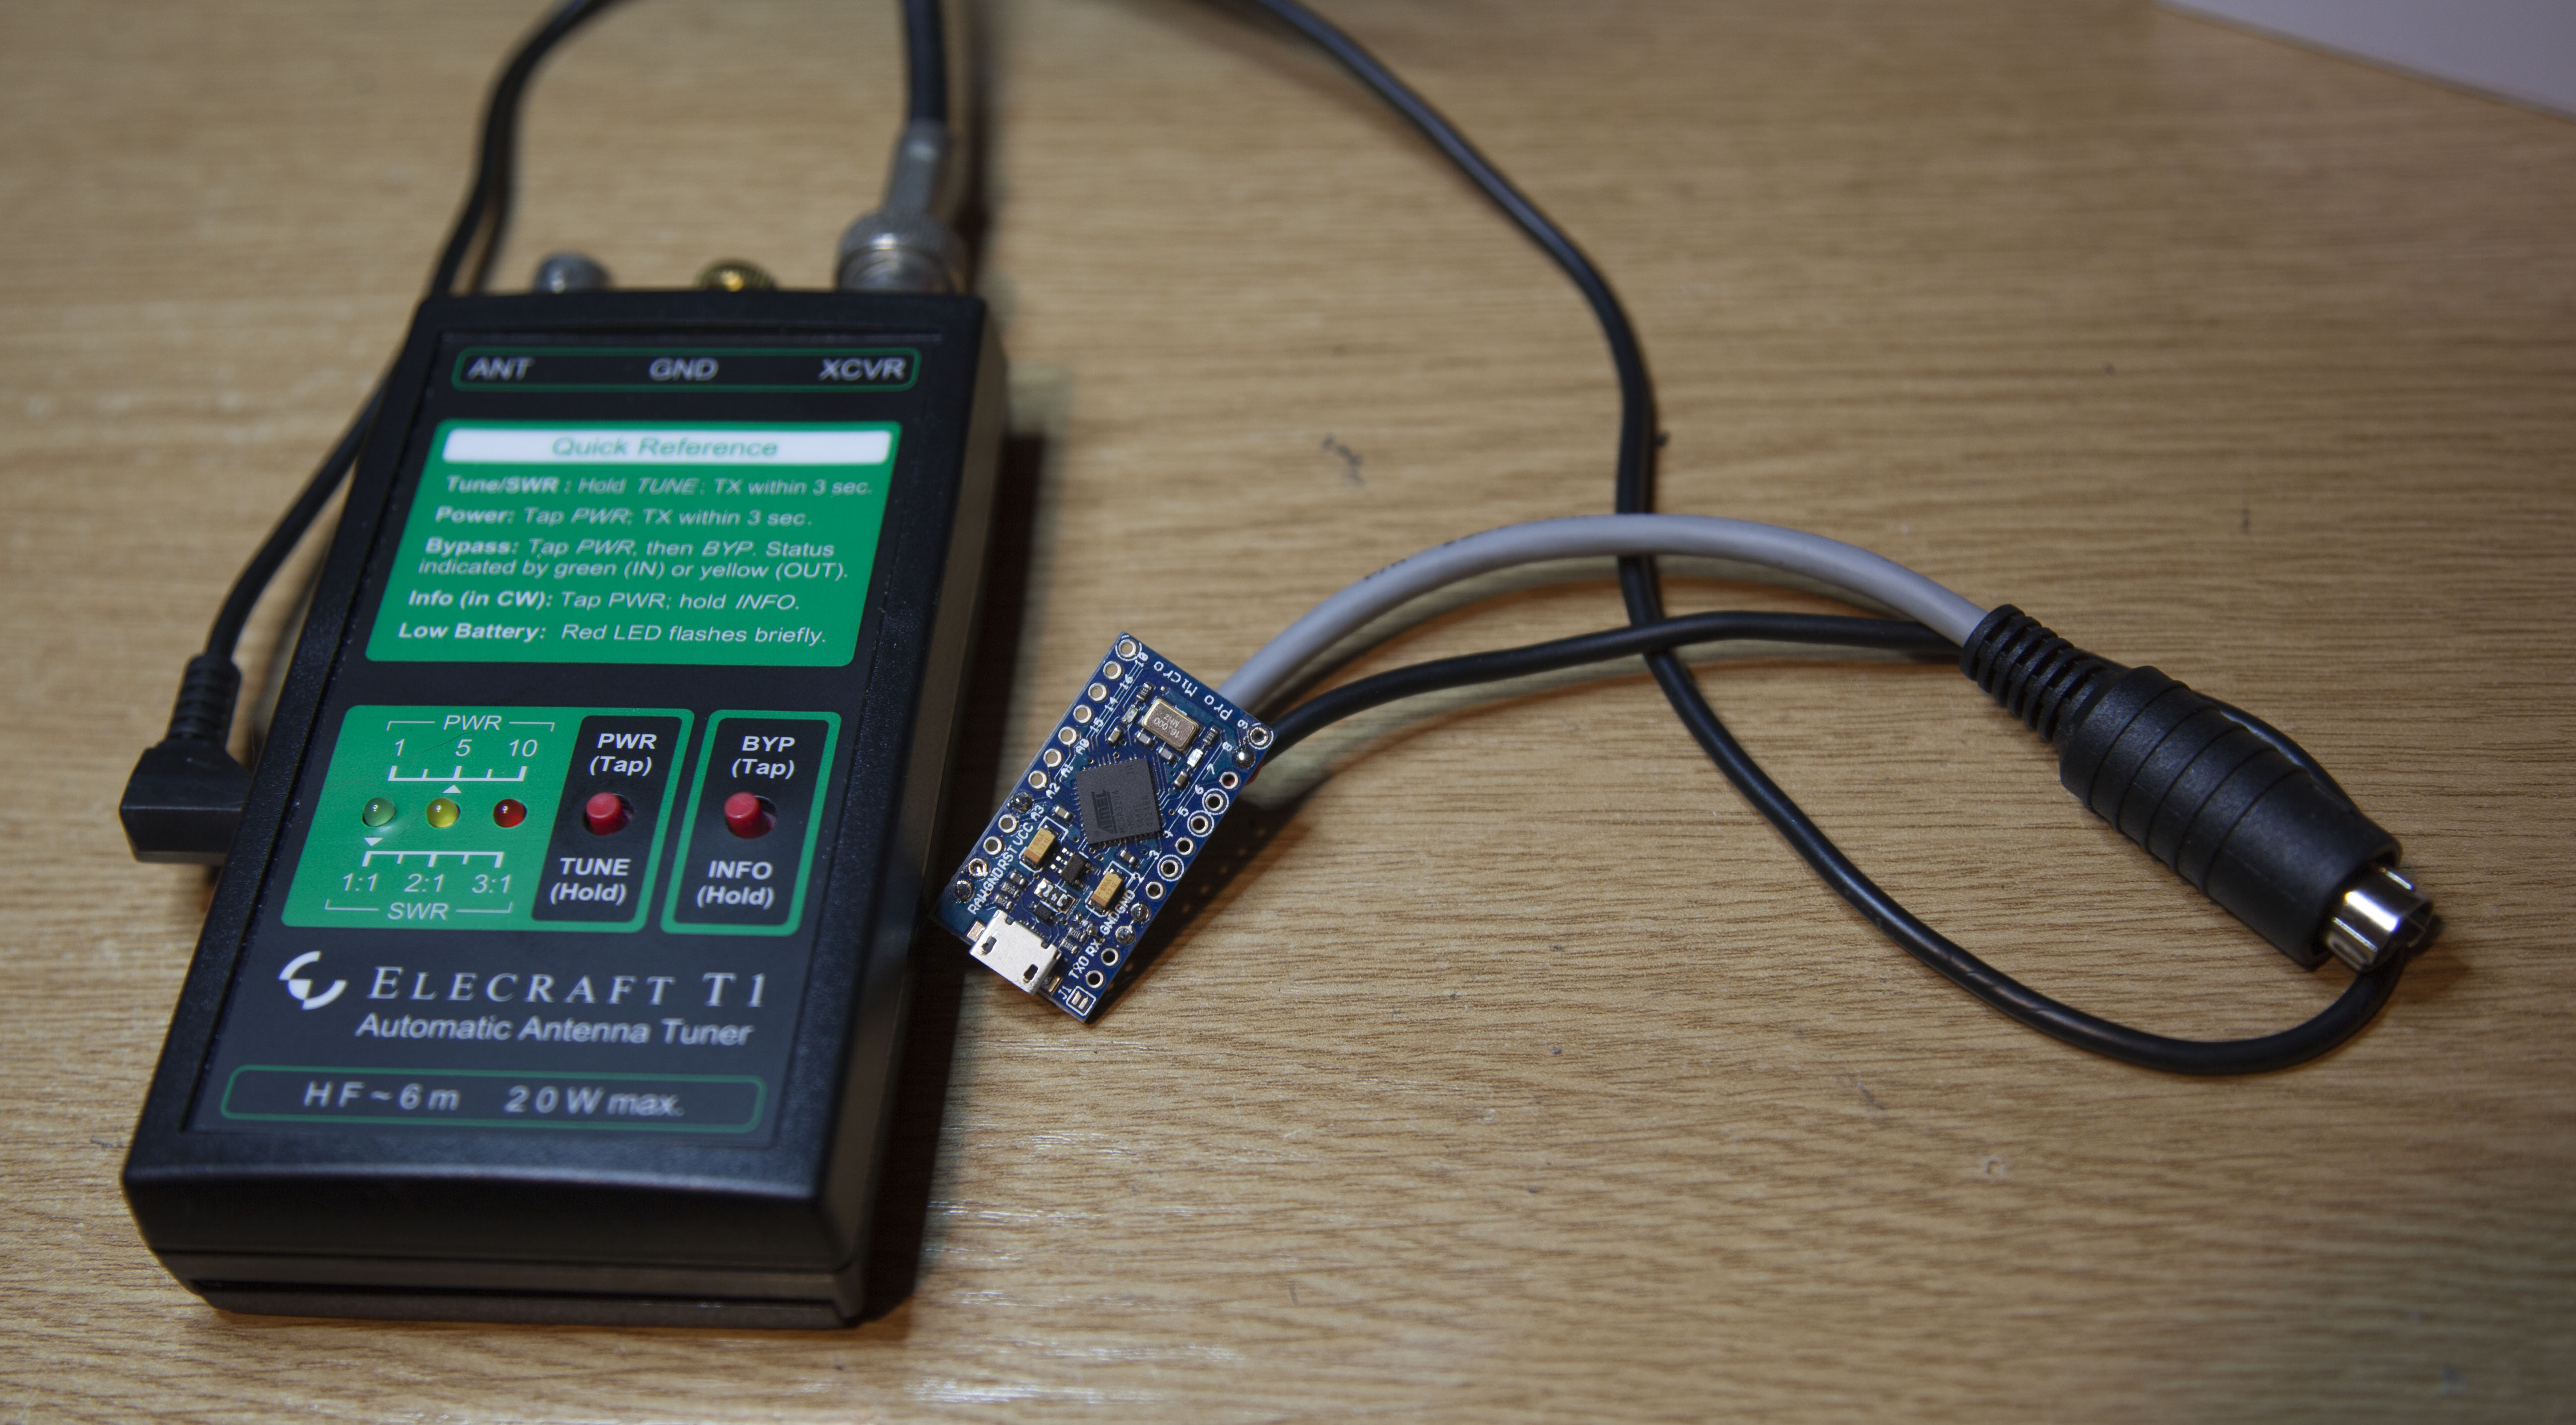 ANT GND XCVR
Quick Reference
Tune/SWR : Hold TUNE; TX within 3 sec.
Power: Tap PWR; TX within 3 sec.
Bypass: Tap PWR, then BYP. Status
indicated by green (IN) or yellow (OUT).
Info (in CW): Tap PWR; hold INFO.
Low Battery: Red LED flashes briefly.
PWR
1 5 10
PWR
(Tap)
BYP
(Tap)
TUNE
(Hold)
INFO
(Hold)
1:1 2:1 3:1
SWR
ELECRAFT T1
Automatic Antenna Tuner
HF~6m 20W max.
Pro Micro
10 16 14 15 A0 A1 A2 A3 VCC RST GND RAW
9 8 7 6 5 4 3 2 GND GND RX TXO
J1
16.000
MHz
ATMEL